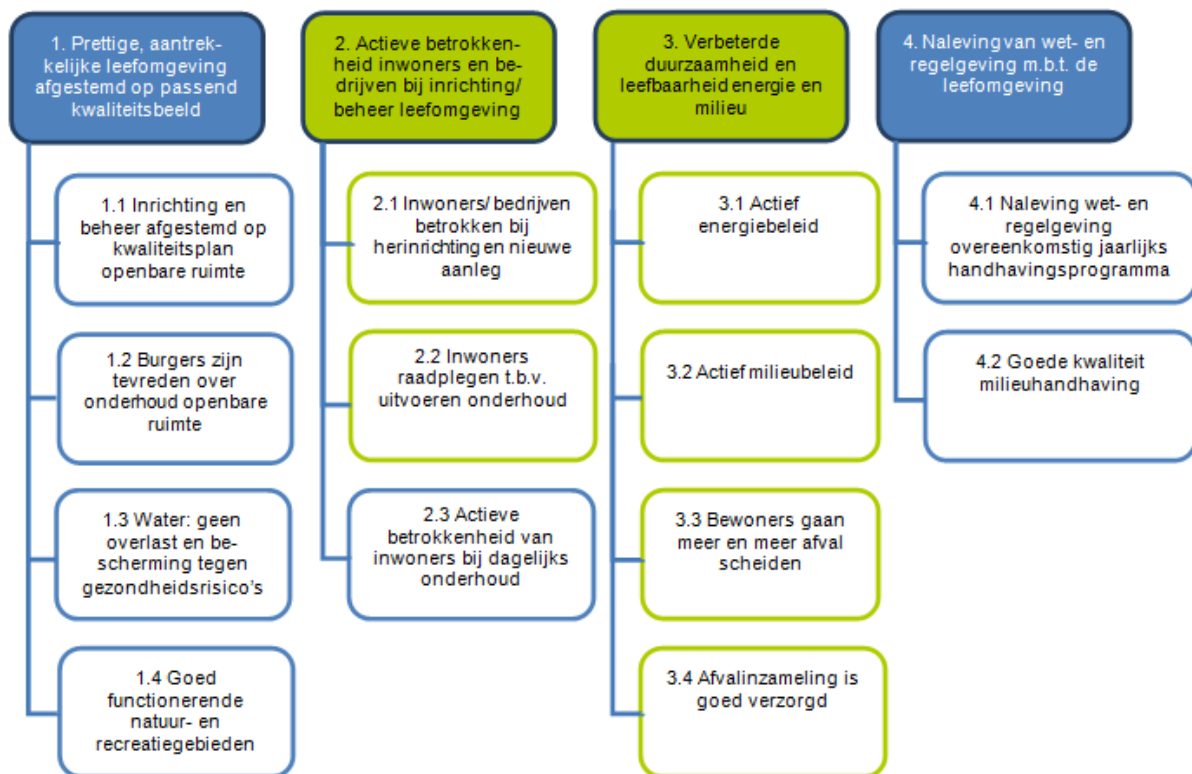 1. Prettige, aantrek-
kelijke leefomgeving
afgestemd op passend
kwaliteitsbeeld
1.1 Inrichting en
beheer afgestemd op
kwaliteitsplan
openbare ruimte
1.2 Burgers zijn
tevreden over
onderhoud openbare
ruimte
1.3 Water: geen
overlast en be-
scherming tegen
gezondheidsrisico's
1.4 Goed
functionerende
natuur- en
recreatiegebieden
2. Actieve betrokken-
heid inwoners en be-
drijven bij inrichting/
beheer leefomgeving
2.1 Inwoners/ bedrijven
betrokken bij
herinrichting en nieuwe
aanleg
2.2 Inwoners
raadplegen t.b.v.
uitvoeren onderhoud
2.3 Actieve
betrokkenheid van
inwoners bij dagelijks
onderhoud
3. Verbeterde
duurzaamheid en
leefbaarheid energie en
milieu
3.1 Actief
energiebeleid
3.2 Actief milieubeleid
3.3 Bewoners gaan
meer en meer afval
scheiden
3.4 Afvalinzameling is
goed verzorgd
4. Naleving van wet- en
regelgeving m.b.t. de
leefomgeving
4.1 Naleving wet- en
regelgeving
overeenkomstig jaarlijks
handhavingsprogramma
4.2 Goede kwaliteit
milieuhandhaving